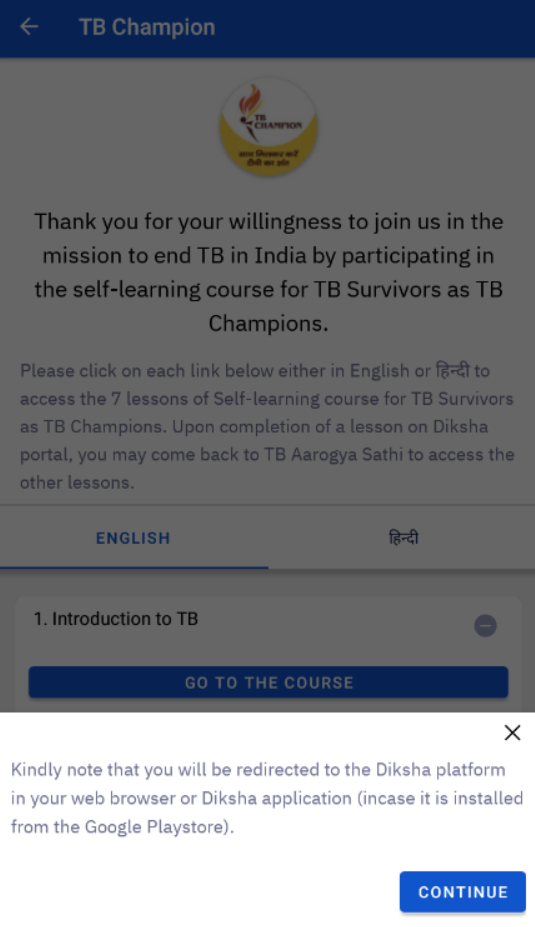 TB Champion
TB
CHAMPION
Thank you for your willingness to join us in the
mission to end TB in India by participating in
the self-learning course for TB Survivors as TB
Champions.
Please click on each link below either in English or हिन्दी to
access the 7 lessons of Self-learning course for TB Survivors
as TB Champions. Upon completion of a lesson on Diksha
portal, you may come back to TB Aarogya Sathi to access the
other lessons.
ENGLISH
हिन्दी
1. Introduction to TB
GO TO THE COURSE
Kindly note that you will be redirected to the Diksha platform
in your web browser or Diksha application (incase it is installed
from the Google Playstore).
CONTINUE